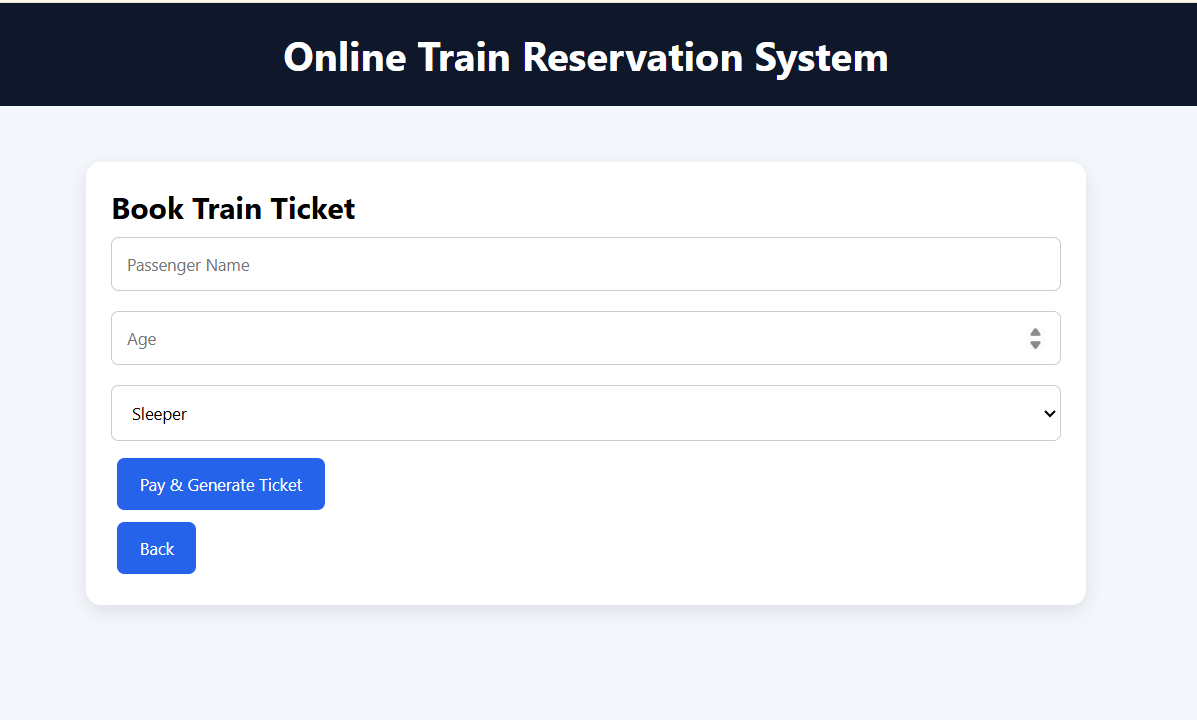 Online Train Reservation System
Book Train Ticket
Passenger Name
Age
Sleeper
Pay & Generate Ticket
Back